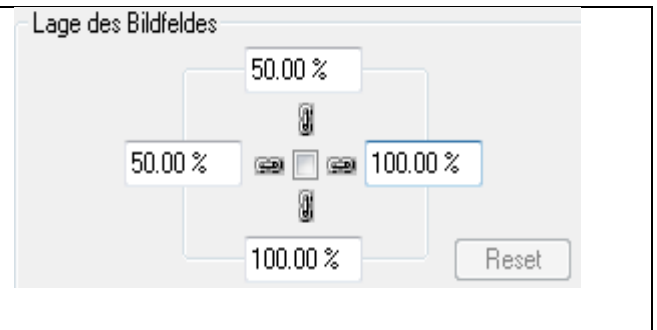 Lage des Bildfeldes
50.00 %
50.00 % 100.00 %
100.00 % Reset